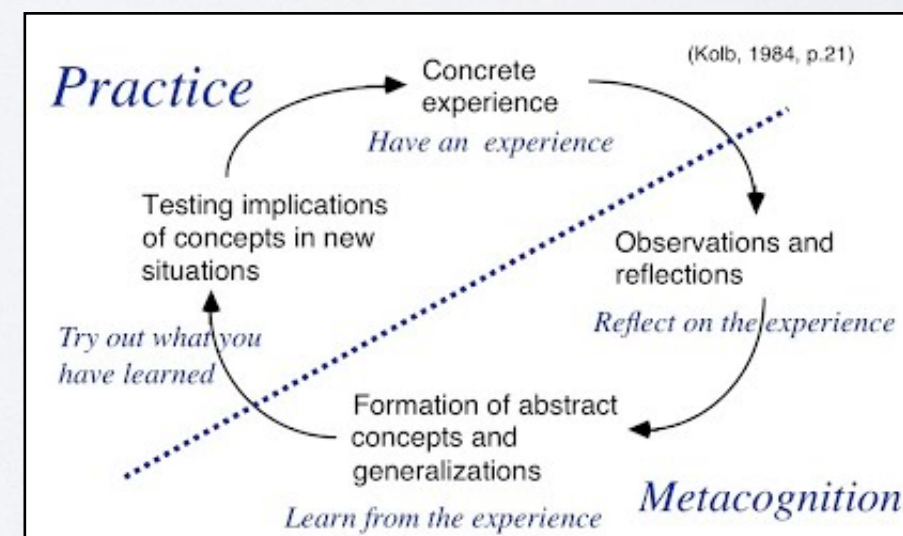 (Kolb, 1984, p.21)
Practice
Concrete
experience
Have an experience
Testing implications
of concepts in new
situations
Observations and
reflections
Reflect on the experience
Try out what you
have learned
Formation of abstract
concepts and
generalizations
Learn from the experience
Metacognition